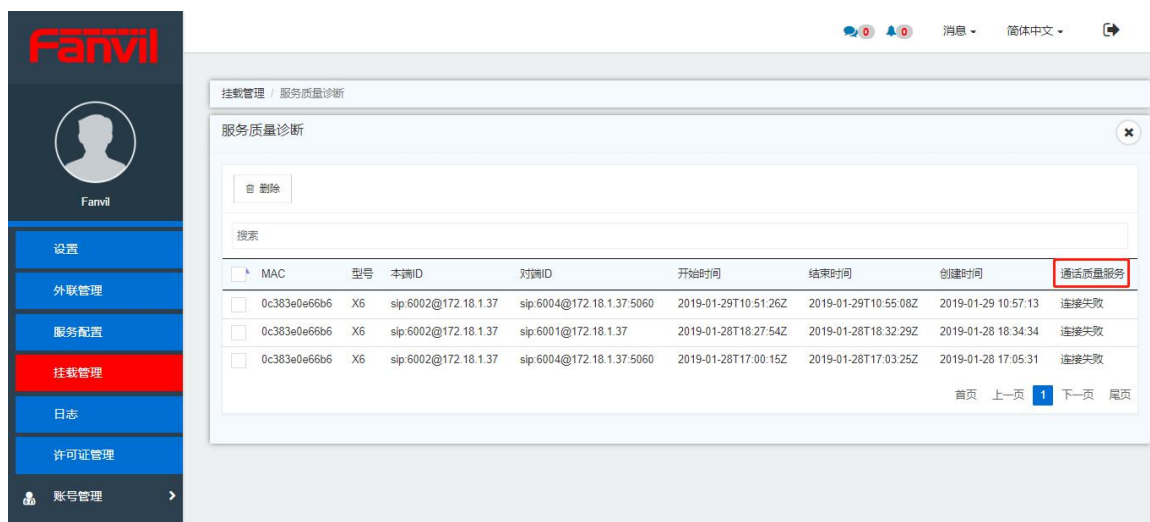 Fanvil
0 0 消息 简体中文
挂载管理 / 服务质量诊断
服务质量诊断
删除
Fanvil
搜索
设置
MAC 型号 本端ID 对端ID 开始时间 结束时间 创建时间 通话质量服务
外联管理
0c383e0e66b6 X6 sip:6002@172.18.1.37 sip:6004@172.18.1.37:5060 2019-01-29T10:51:26Z 2019-01-29T10:55:08Z 2019-01-29 10:57:13 连接失败
服务配置
0c383e0e66b6 X6 sip:6002@172.18.1.37 sip:6001@172.18.1.37 2019-01-28T18:27:54Z 2019-01-28T18:32:29Z 2019-01-28 18:34:34 连接失败
0c383e0e66b6 X6 sip:6002@172.18.1.37 sip:6004@172.18.1.37:5060 2019-01-28T17:00:15Z 2019-01-28T17:03:25Z 2019-01-28 17:05:31 连接失败
挂载管理
首页 上一页 1 下一页 尾页
日志
许可证管理
账号管理